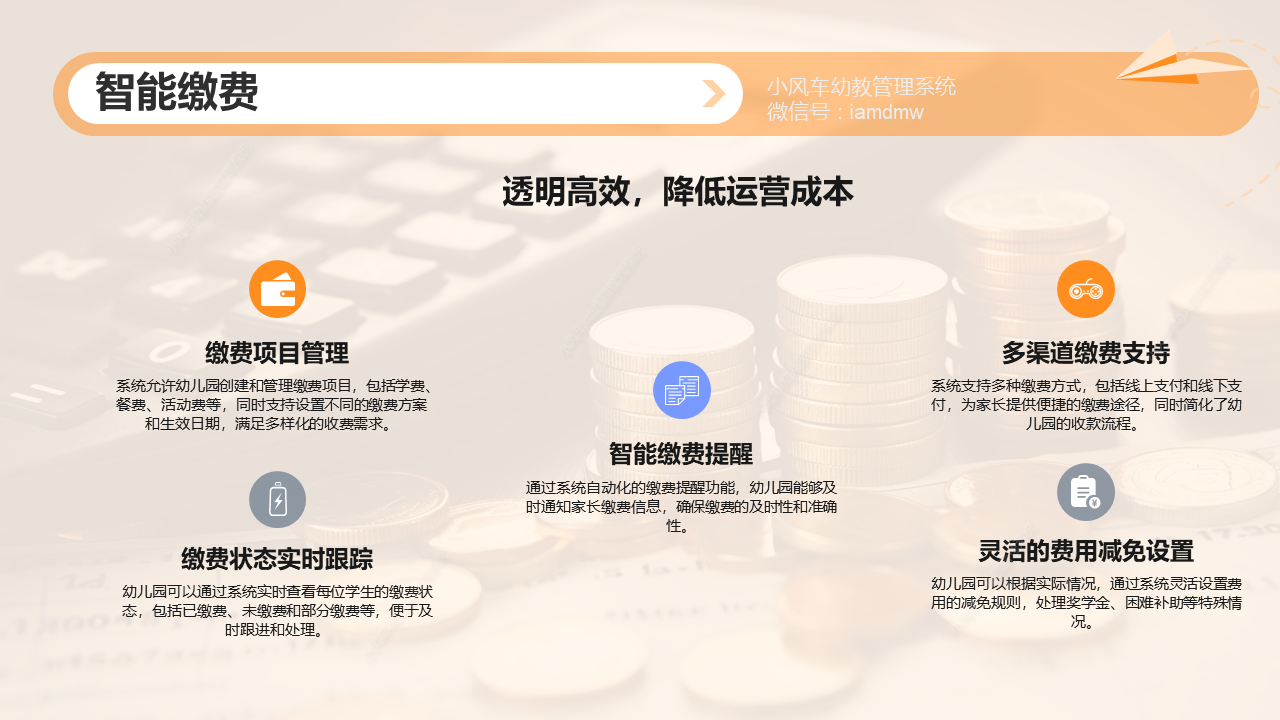 智能缴费
小风车幼教管理系统
微信号：iamdmw
透明高效，降低运营成本
缴费项目管理
系统允许幼儿园创建和管理缴费项目，包括学费、
餐费、活动费等，同时支持设置不同的缴费方案
和生效日期，满足多样化的收费需求。
缴费状态实时跟踪
幼儿园可以通过系统实时查看每位学生的缴费状
态，包括已缴费、未缴费和部分缴费等，便于及
时跟进和处理。
智能缴费提醒
通过系统自动化的缴费提醒功能，幼儿园能够及
时通知家长缴费信息，确保缴费的及时性和准确
性。
多渠道缴费支持
系统支持多种缴费方式，包括线上支付和线下支
付，为家长提供便捷的缴费途径，同时简化了幼
儿园的收款流程。
灵活的费用减免设置
幼儿园可以根据实际情况，通过系统灵活设置费
用的减免规则，处理奖学金、困难补助等特殊情
况。